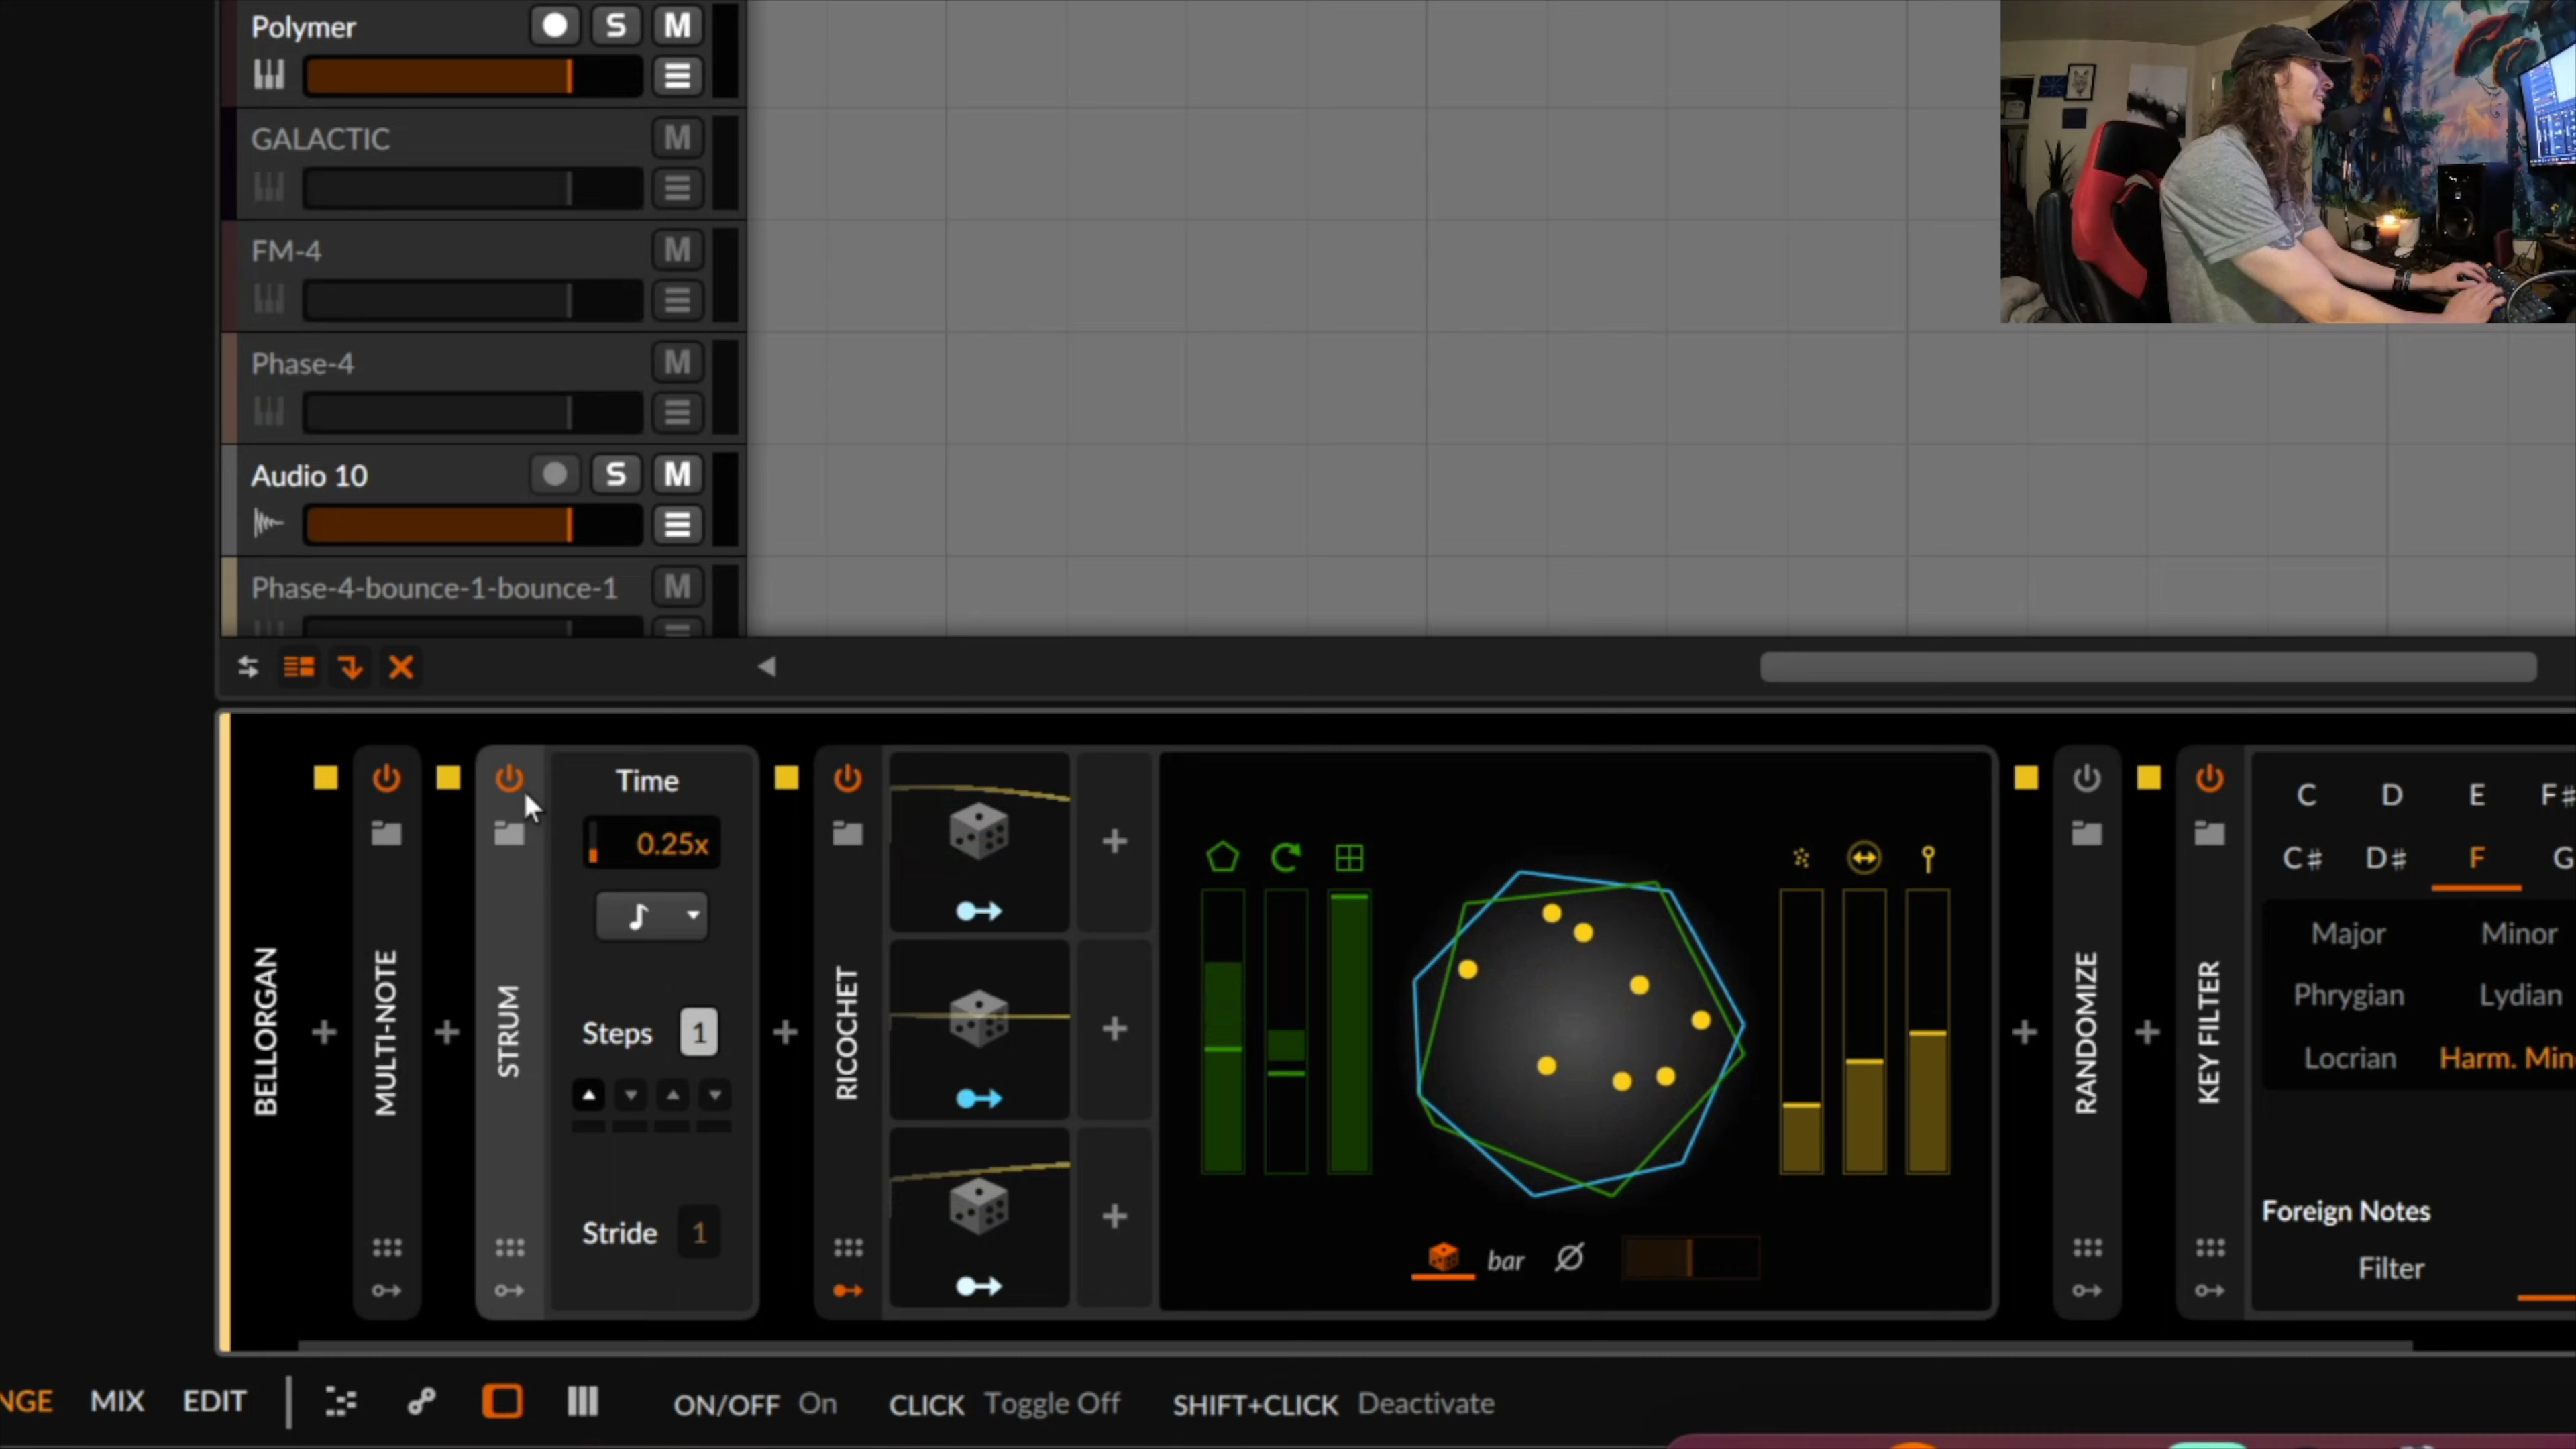 Polymer S M
GALACTIC M
FM-4 M
Phase-4 M
Audio 10 S M
Phase-4-bounce-1-bounce-1 M
BELLORGAN
MULTI-NOTE
STRUM
Time
0.25x
Steps 1
Stride 1
RICOCHET
bar
RANDOMIZE
KEY FILTER
C D E F#
C# D# F G
Major Minor
Phrygian Lydian
Locrian Harm. Min
Foreign Notes
Filter
NGE MIX EDIT ON/OFF On CLICK Toggle Off SHIFT+CLICK Deactivate